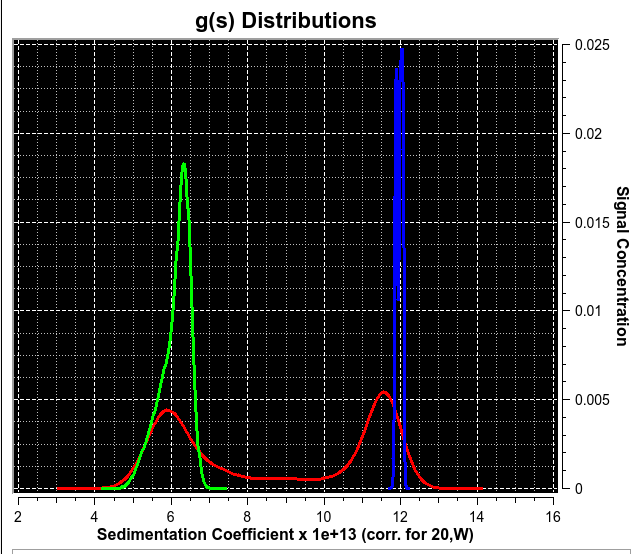 g(s) Distributions
0.025
0.02
0.015
0.01
0.005
0
Signal Concentration
2 4 6 8 10 12 14 16
Sedimentation Coefficient x 1e+13 (corr. for 20,W)